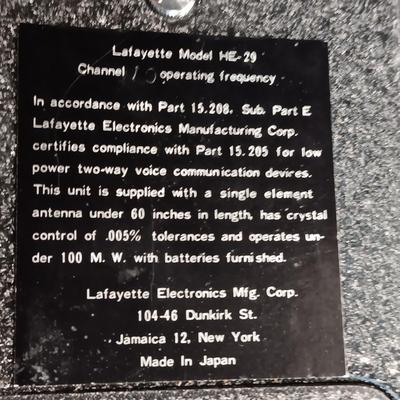 Lafayette Model HE-29
Channel 10 operating frequency
In accordance with Part 15.208, Sub. Part E
Lafayette Electronics Manufacturing Corp.
certifies compliance with Part 15.205 for low
power two-way voice communication devices.
This unit is supplied with a single element
antenna under 60 inches in length, has crystal
control of .005% tolerances and operates un-
der 100 M. W. with batteries furnished.
Lafayette Electronics Mfg. Corp.
104-46 Dunkirk St.
Jamaica 12, New York
Made In Japan